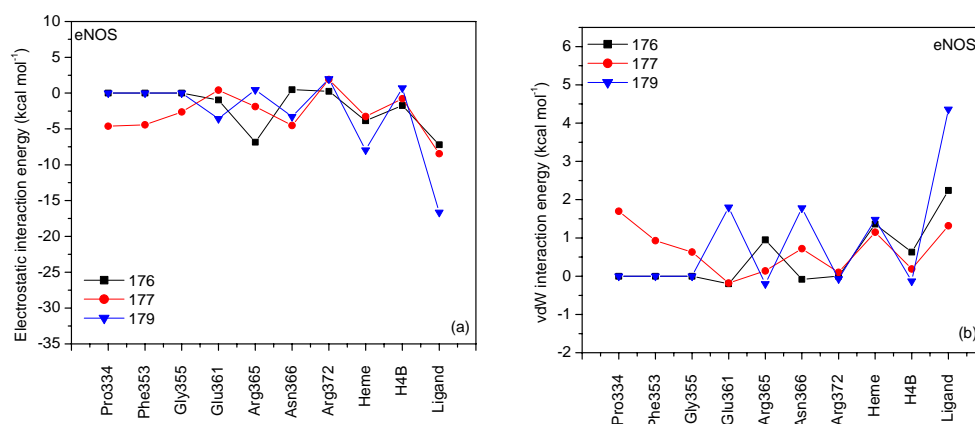 eNOS
Electrostatic interaction energy (kcal mol⁻¹)
10
5
0
-5
-10
-15
-20
-25
-30
-35
176
177
179
(a)
Pro334
Phe353
Gly355
Glu361
Arg365
Asn366
Arg372
Heme
H4B
Ligand
eNOS
vdW interaction energy (kcal mol⁻¹)
6
5
4
3
2
1
0
-1
-2
176
177
179
(b)
Pro334
Phe353
Gly355
Glu361
Arg365
Asn366
Arg372
Heme
H4B
Ligand